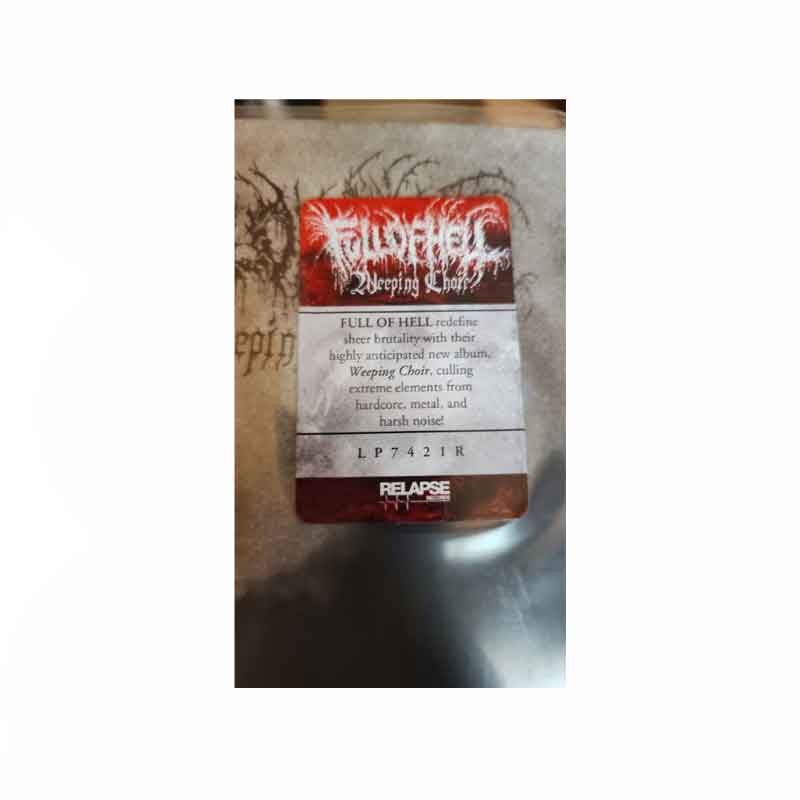 FULL OF HELL
Weeping Choir
FULL OF HELL redefine
sheer brutality with their
highly anticipated new album,
Weeping Choir, culling
extreme elements from
hardcore, metal, and
harsh noise!
LP7421R
RELAPSE
RECORDS